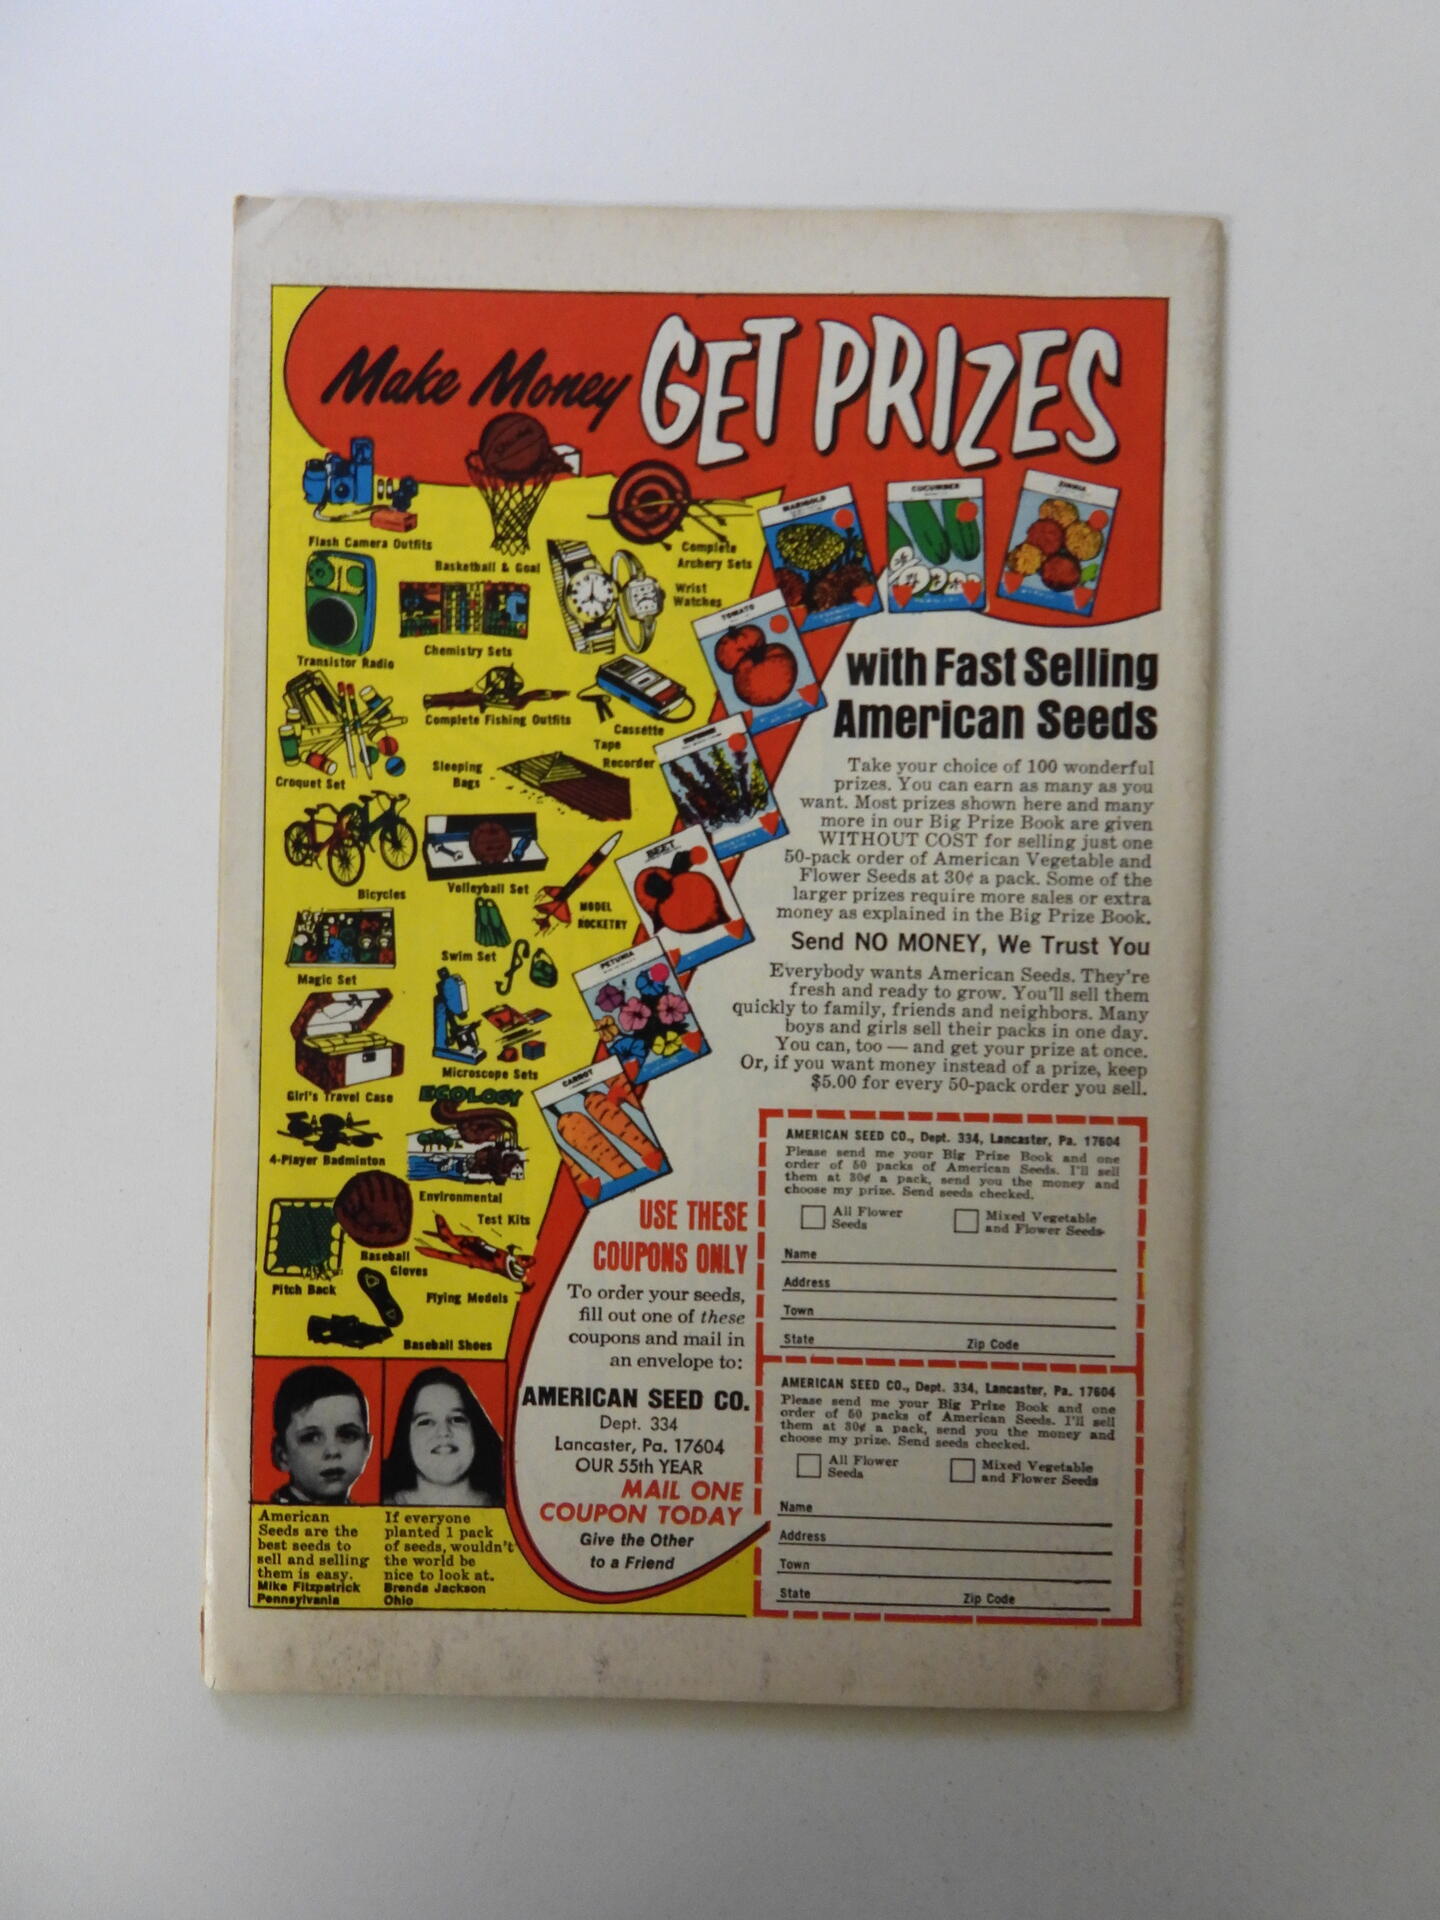 Make Money GET PRIZES
Flash Camera Outfits
Basketball & Goal
Complete
Archery Sets
Wrist
Watches
Transistor Radio
Chemistry Sets
Complete Fishing Outfits
Cassette
Tape
Recorder
Croquet Set
Sleeping
Bags
Bicycles
Volleyball Set
MODEL
ROCKETRY
Magic Set
Swim Set
Girl's Travel Case
Microscope Sets
ECOLOGY
4-Player Badminton
Environmental
Test Kits
Pitch Back
Baseball
Gloves
Flying Models
Baseball Shoes
MARIGOLD
CUCUMBER
ZINNIA
TOMATO
BEET
PETUNIA
CARROT
with Fast Selling
American Seeds
Take your choice of 100 wonderful
prizes. You can earn as many as you
want. Most prizes shown here and many
more in our Big Prize Book are given
WITHOUT COST for selling just one
50-pack order of American Vegetable and
Flower Seeds at 30¢ a pack. Some of the
larger prizes require more sales or extra
money as explained in the Big Prize Book.
Send NO MONEY, We Trust You
Everybody wants American Seeds. They're
fresh and ready to grow. You'll sell them
quickly to family, friends and neighbors. Many
boys and girls sell their packs in one day.
You can, too — and get your prize at once.
Or, if you want money instead of a prize, keep
$5.00 for every 50-pack order you sell.
USE THESE
COUPONS ONLY
To order your seeds,
fill out one of these
coupons and mail in
an envelope to:
AMERICAN SEED CO.
Dept. 334
Lancaster, Pa. 17604
OUR 55th YEAR
MAIL ONE
COUPON TODAY
Give the Other
to a Friend
AMERICAN SEED CO., Dept. 334, Lancaster, Pa. 17604
Please send me your Big Prize Book and one
order of 50 packs of American Seeds. I'll sell
them at 30¢ a pack, send you the money and
choose my prize. Send seeds checked.
All Flower
Seeds
Mixed Vegetable
and Flower Seeds
Name
Address
Town
State Zip Code
AMERICAN SEED CO., Dept. 334, Lancaster, Pa. 17604
Please send me your Big Prize Book and one
order of 50 packs of American Seeds. I'll sell
them at 30¢ a pack, send you the money and
choose my prize. Send seeds checked.
All Flower
Seeds
Mixed Vegetable
and Flower Seeds
Name
Address
Town
State Zip Code
American
Seeds are the
best seeds to
sell and selling
them is easy.
Mike Fitzpatrick
Pennsylvania
If everyone
planted 1 pack
of seeds, wouldn't
the world be
nice to look at.
Brenda Jackson
Ohio